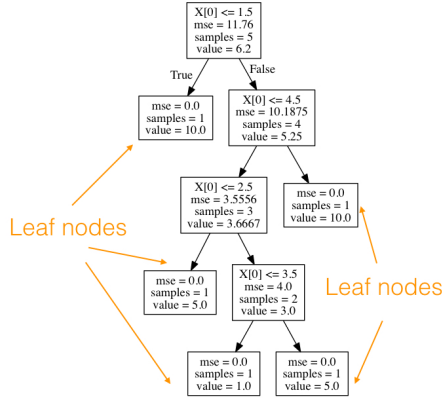 X[0] <= 1.5
mse = 11.76
samples = 5
value = 6.2
True
False
mse = 0.0
samples = 1
value = 10.0
X[0] <= 4.5
mse = 10.1875
samples = 4
value = 5.25
X[0] <= 2.5
mse = 3.5556
samples = 3
value = 3.6667
mse = 0.0
samples = 1
value = 10.0
Leaf nodes
mse = 0.0
samples = 1
value = 5.0
X[0] <= 3.5
mse = 4.0
samples = 2
value = 3.0
Leaf nodes
mse = 0.0
samples = 1
value = 1.0
mse = 0.0
samples = 1
value = 5.0